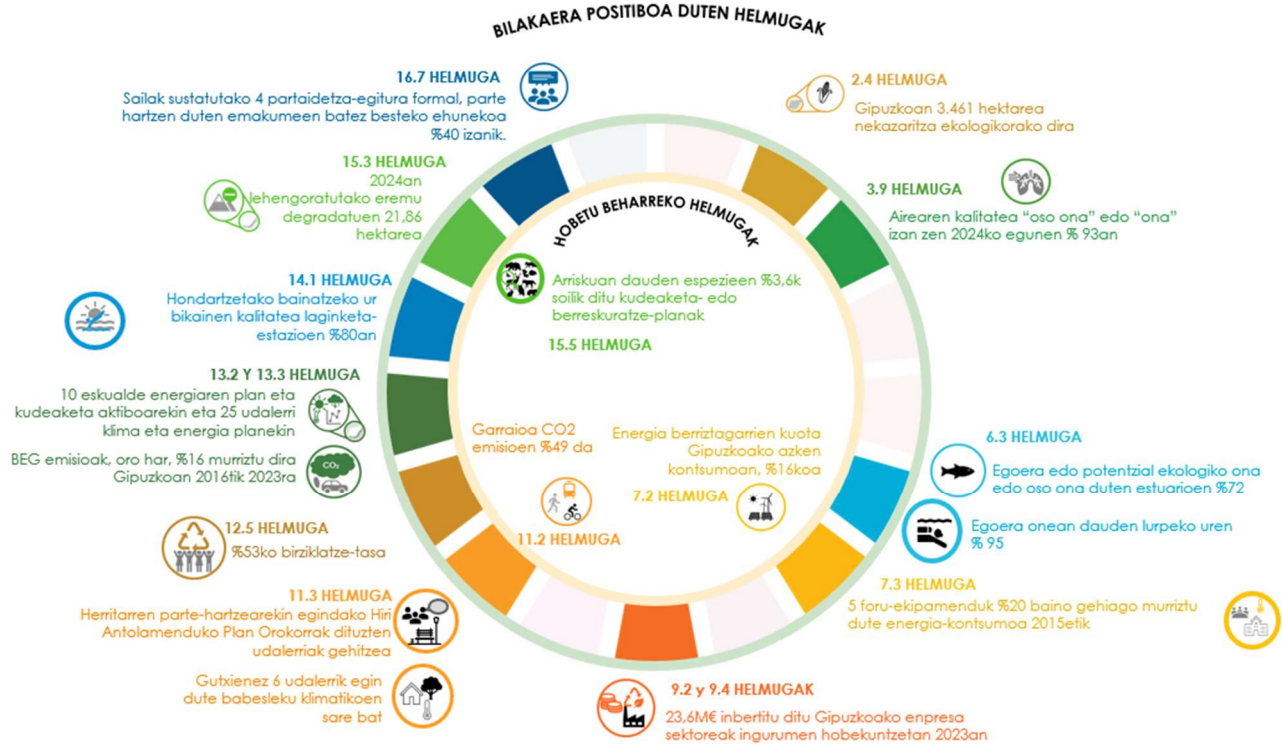 BILAKAERA POSITIBOA DUTEN HELMUGAK
16.7 HELMUGA
Sailak sustatutako 4 partaidetza-egitura formal, parte
hartzen duten emakumeen batez besteko ehunekoa
%40 izanik.
15.3 HELMUGA
2024an
lehengoratutako eremu
degradatuen 21,86
hektarea
14.1 HELMUGA
Hondartzetako bainatzeko ur
bikainen kalitatea laginketa-
estazioen %80an
13.2 Y 13.3 HELMUGA
10 eskualde energiaren plan eta
kudeaketa aktiboarekin eta 25 udalerri
klima eta energia planekin
CO₂
BEG emisioak, oro har, %16 murriztu dira
Gipuzkoan 2016tik 2023ra
12.5 HELMUGA
%53ko birziklatze-tasa
11.3 HELMUGA
Herritarren parte-hartzearekin egindako Hiri
Antolamenduko Plan Orokorrak dituzten
udalerriak gehitzea
Gutxienez 6 udalerrik egin
dute babesleku klimatikoen
sare bat
2.4 HELMUGA
Gipuzkoan 3.461 hektarea
nekazaritza ekologikorako dira
3.9 HELMUGA
Airearen kalitatea “oso ona” edo “ona”
izan zen 2024ko egunen % 93an
6.3 HELMUGA
Egoera edo potentzial ekologiko ona
edo oso ona duten estuarioen %72
Egoera onean dauden lurpeko uren
% 95
7.3 HELMUGA
5 foru-ekipamenduk %20 baino gehiago murriztu
dute energia-kontsumoa 2015etik
9.2 y 9.4 HELMUGAK
23,6M€ inbertitu ditu Gipuzkoako enpresa
sektoreak ingurumen hobekuntzetan 2023an
HOBETU BEHARREKO HELMUGAK
Arriskuan dauden espezieen %3,6k
soilik ditu kudeaketa- edo
berreskuratze-planak
15.5 HELMUGA
Garraioa CO2
emisioen %49 da
11.2 HELMUGA
Energia berriztagarrien kuota
Gipuzkoako azken
kontsumoan, %16koa
7.2 HELMUGA